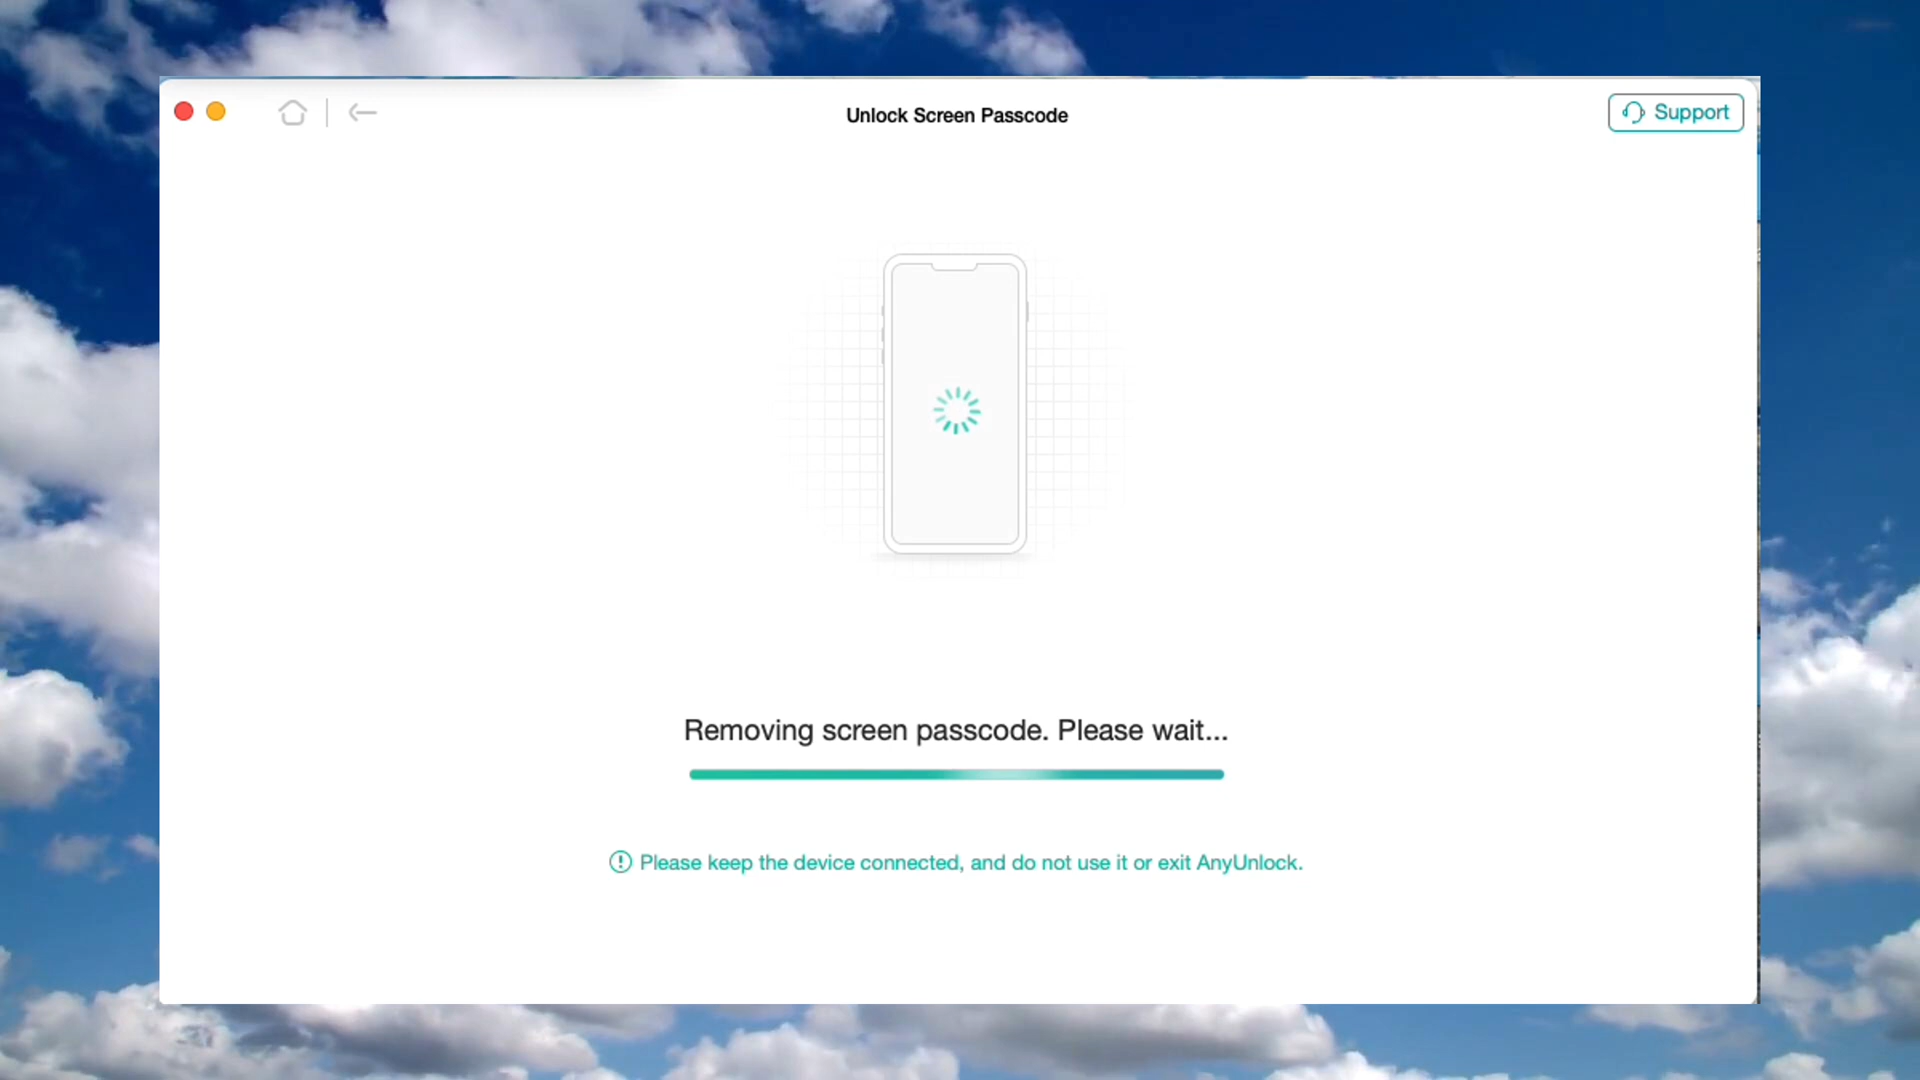 Unlock Screen Passcode
Support
Removing screen passcode. Please wait...
Please keep the device connected, and do not use it or exit AnyUnlock.